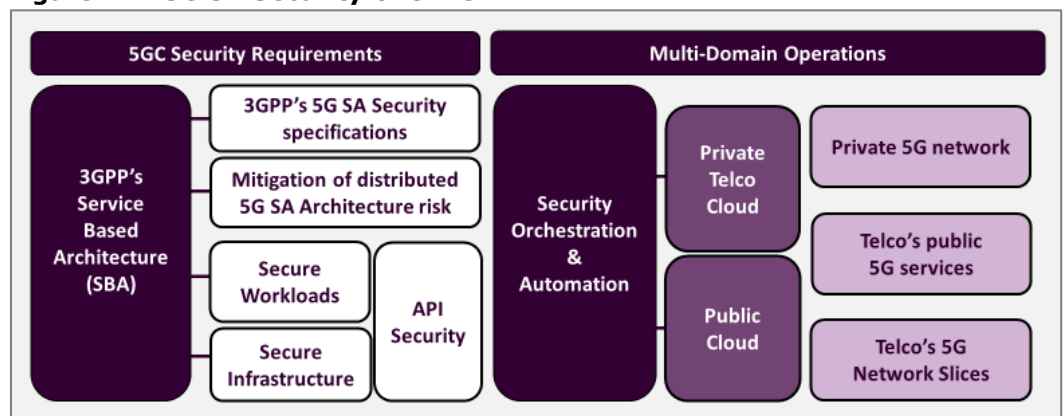 5GC Security Requirements
Multi-Domain Operations
3GPP's
Service
Based
Architecture
(SBA)
3GPP's 5G SA Security
specifications
Mitigation of distributed
5G SA Architecture risk
Secure
Workloads
Secure
Infrastructure
API
Security
Security
Orchestration
&
Automation
Private
Telco
Cloud
Public
Cloud
Private 5G network
Telco's public
5G services
Telco's 5G
Network Slices